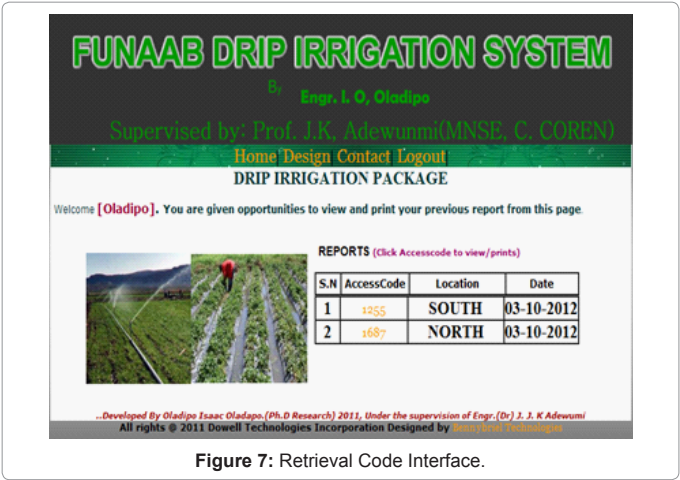 FUNAAB DRIP IRRIGATION SYSTEM
By
Engr. I. O, Oladipo
Supervised by: Prof. J.K, Adewunmi(MNSE, C. COREN)
Home Design Contact Logout
DRIP IRRIGATION PACKAGE
Welcome [Oladipo]. You are given opportunities to view and print your previous report from this page.
REPORTS (Click Accesscode to view/prints)
S.N AccessCode Location Date
1 1255 SOUTH 03-10-2012
2 1687 NORTH 03-10-2012
..Developed By Oladipo Isaac Oladapo.(Ph.D Research) 2011, Under the supervision of Engr.(Dr) J. J. K Adewumi
All rights @ 2011 Dowell Technologies Incorporation Designed by Bennybriel Technologies
Figure 7: Retrieval Code Interface.